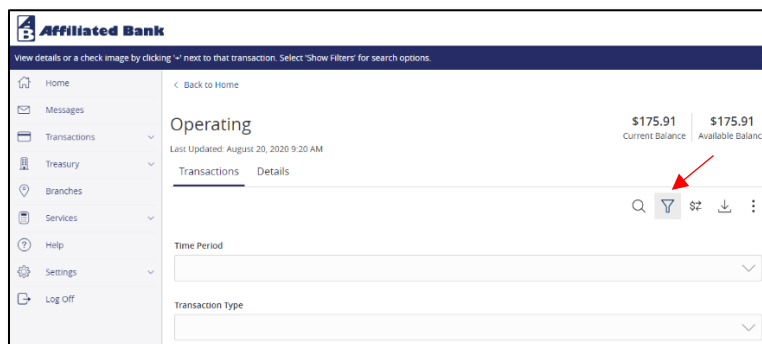 AB Affiliated Bank
View details or a check image by clicking '+' next to that transaction. Select 'Show Filters' for search options.
Home
Messages
Transactions
Treasury
Branches
Services
Help
Settings
Log Off
< Back to Home
Operating
$175.91 $175.91
Current Balance Available Balanc
Last Updated: August 20, 2020 9:20 AM
Transactions Details
Time Period
Transaction Type